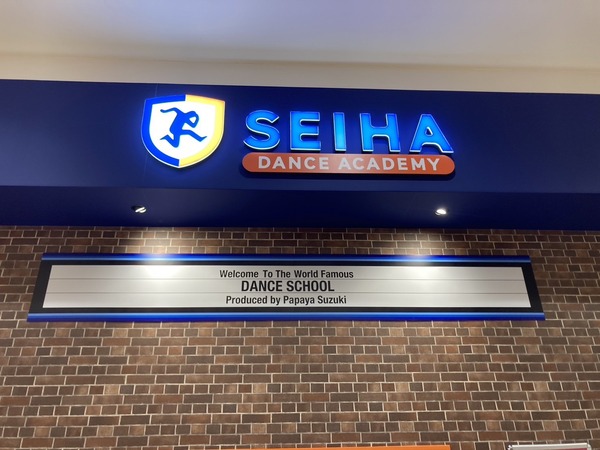 SEIHA
DANCE ACADEMY
Welcome To The World Famous
DANCE SCHOOL
Produced by Papaya Suzuki